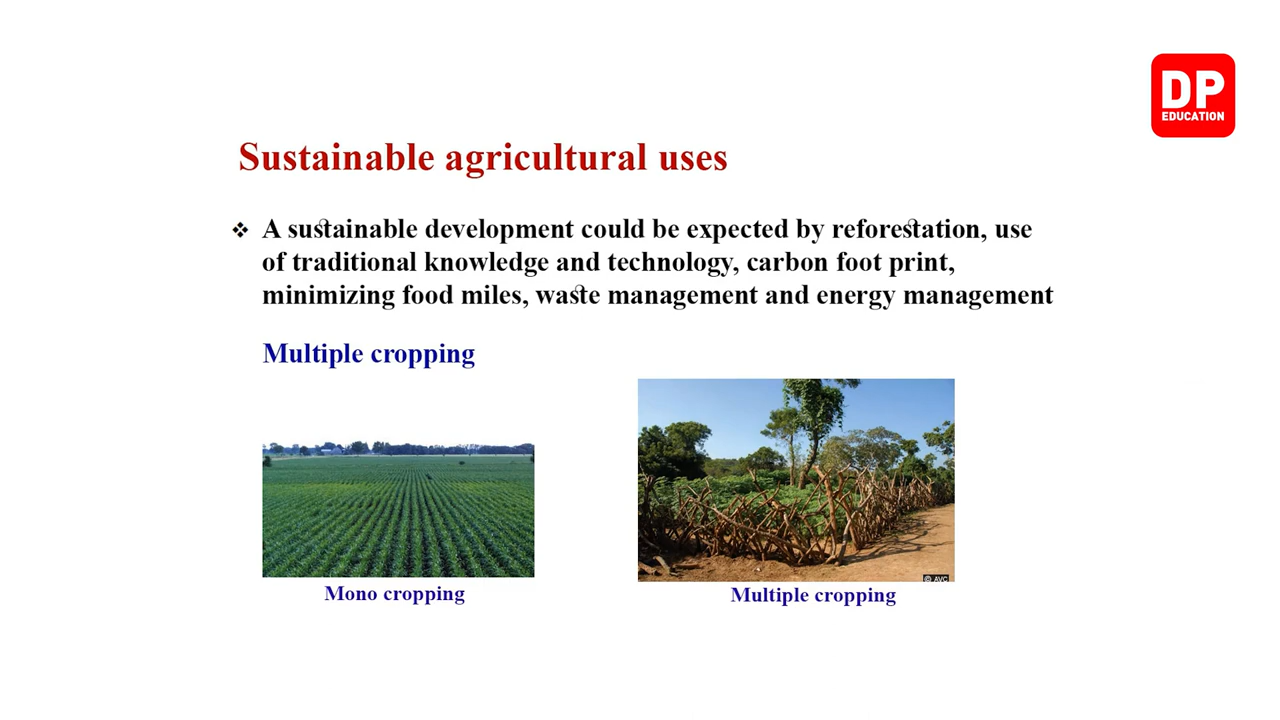 DP
EDUCATION
Sustainable agricultural uses
❖ A sustainable development could be expected by reforestation, use
of traditional knowledge and technology, carbon foot print,
minimizing food miles, waste management and energy management
Multiple cropping
© AVC
Mono cropping
Multiple cropping